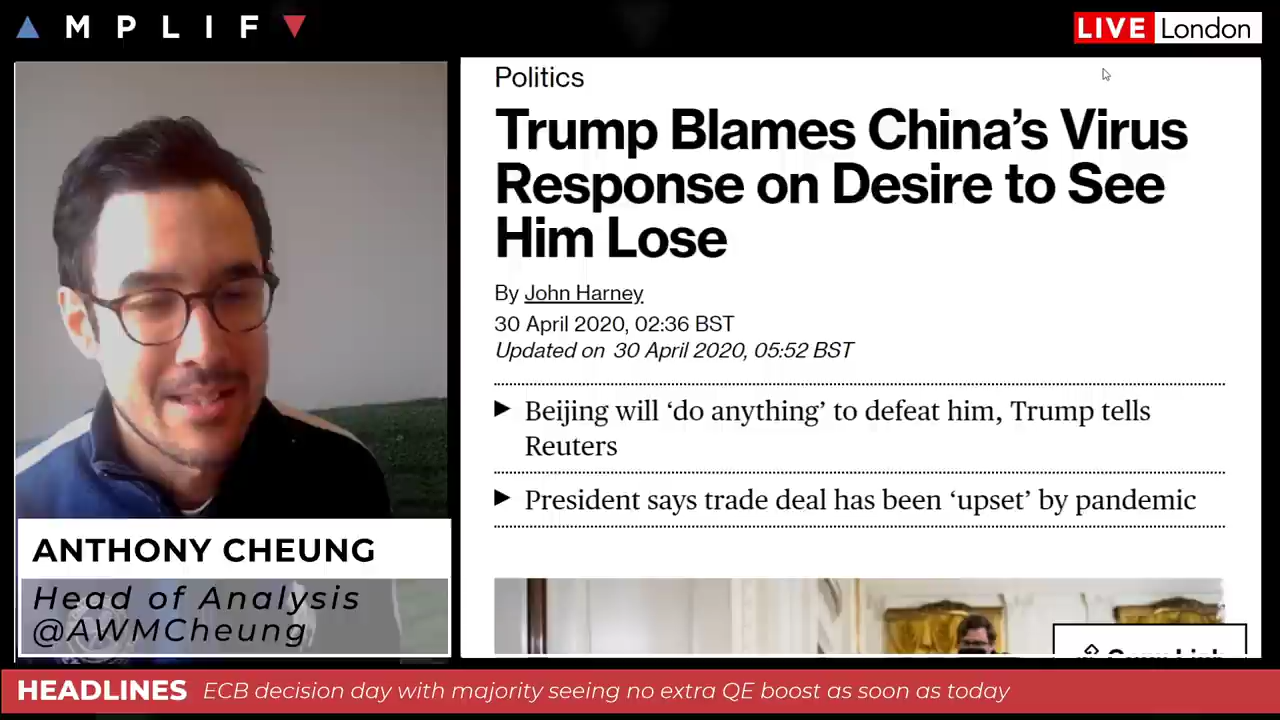 MPLIF
LIVE London
Politics
Trump Blames China's Virus
Response on Desire to See
Him Lose
By John Harney
30 April 2020, 02:36 BST
Updated on 30 April 2020, 05:52 BST
Beijing will ‘do anything’ to defeat him, Trump tells
Reuters
President says trade deal has been ‘upset’ by pandemic
ANTHONY CHEUNG
Head of Analysis
@AWMCheung
HEADLINES ECB decision day with majority seeing no extra QE boost as soon as today